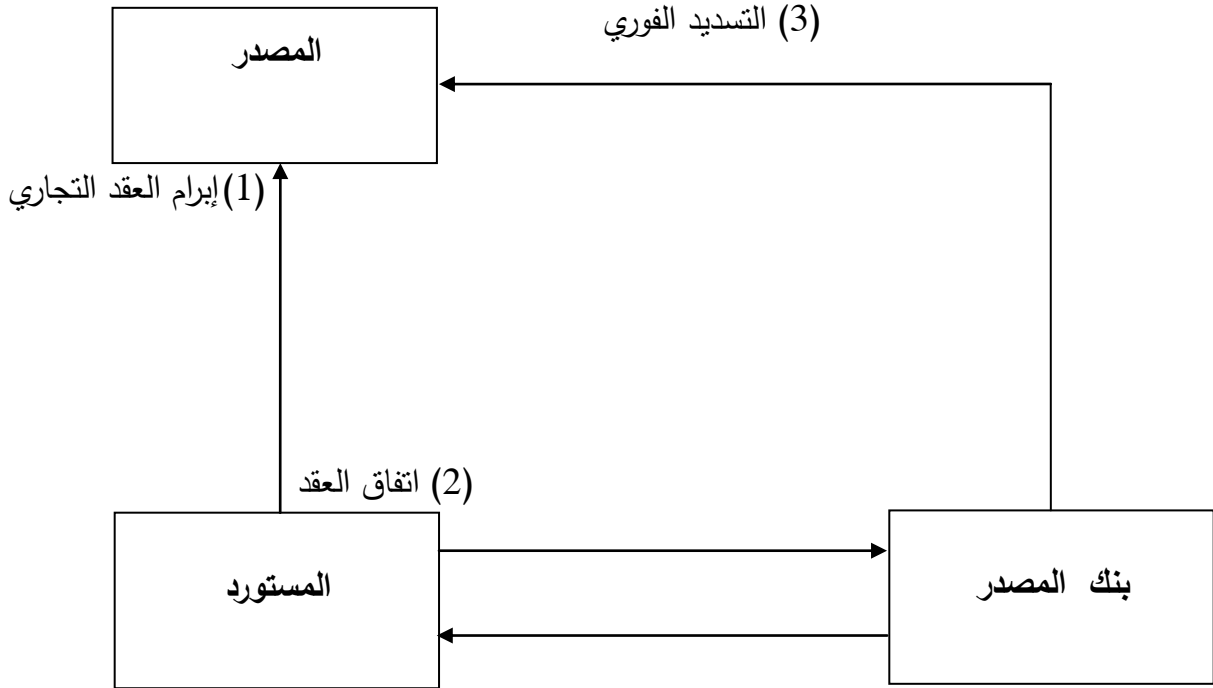 (3) التسديد الفوري
المصدر
(1) إبرام العقد التجاري
(2) اتفاق العقد
المستورد
بنك المصدر